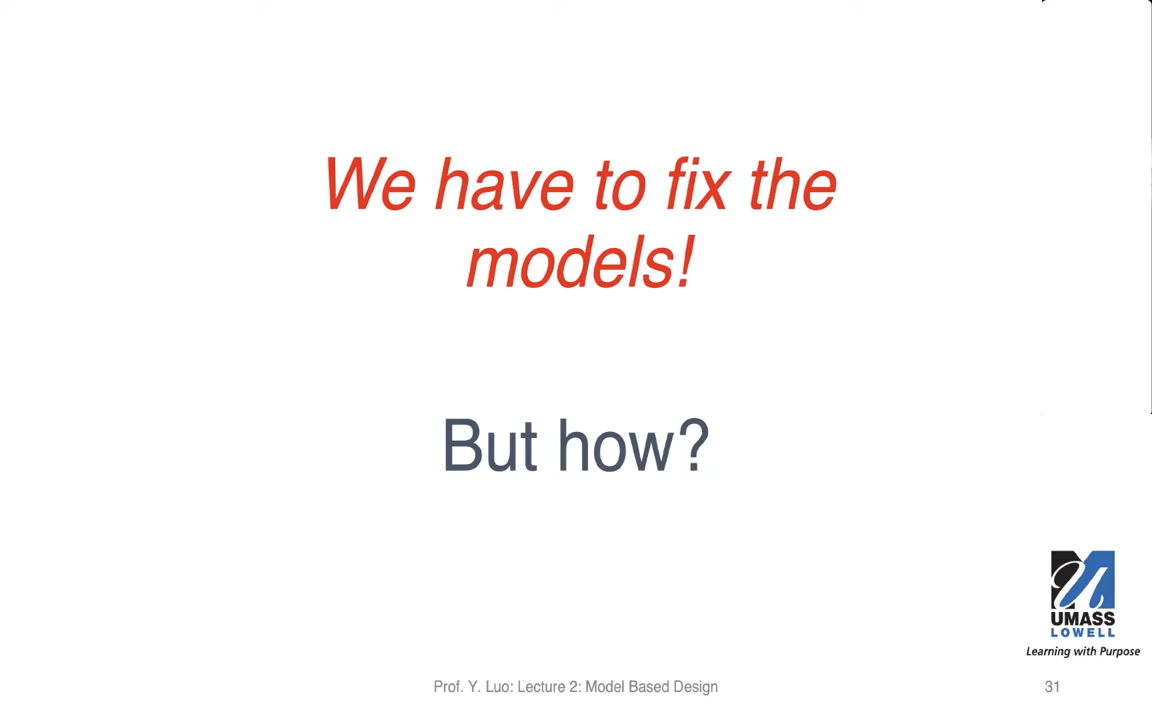 We have to fix the
models!
But how?
UMASS
LOWELL
Learning with Purpose
Prof. Y. Luo: Lecture 2: Model Based Design
31